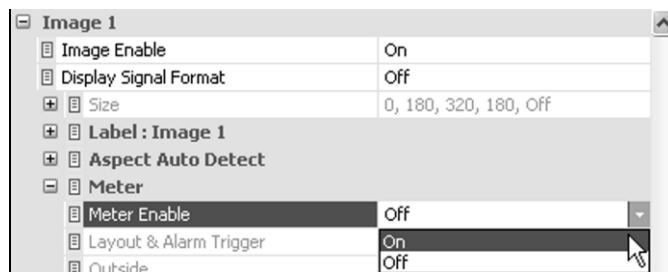 Image 1
Image Enable On
Display Signal Format Off
Size 0, 180, 320, 180, Off
Label : Image 1
Aspect Auto Detect
Meter
Meter Enable Off
Layout & Alarm Trigger On
Outside Off